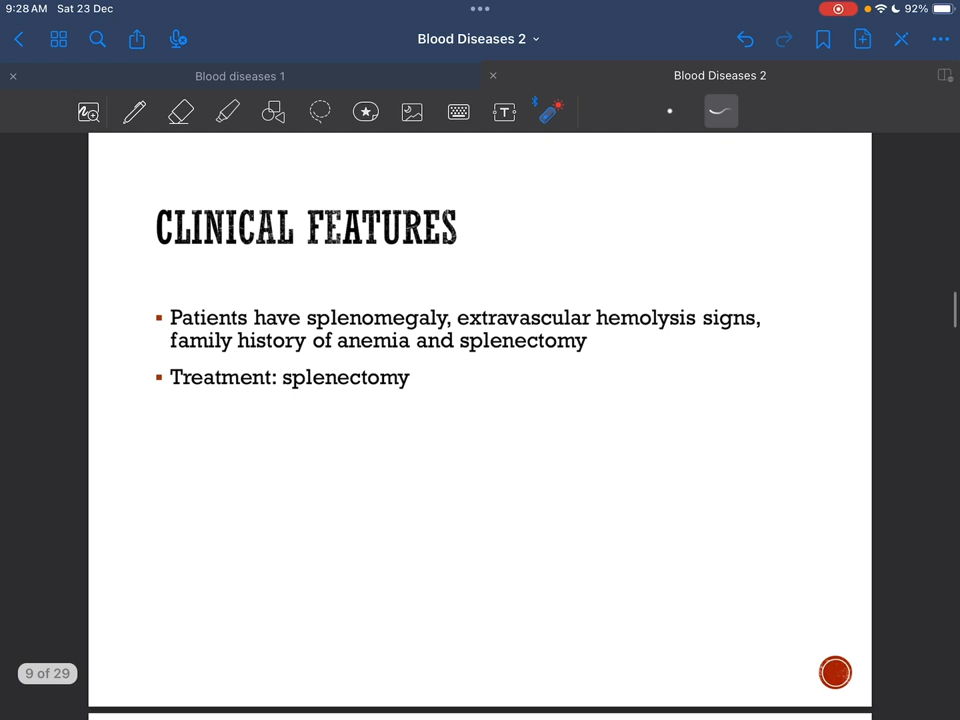 9:28 AM Sat 23 Dec
92%
Blood Diseases 2
Blood diseases 1
Blood Diseases 2
T
CLINICAL FEATURES
▪ Patients have splenomegaly, extravascular hemolysis signs,
family history of anemia and splenectomy
▪ Treatment: splenectomy
9 of 29